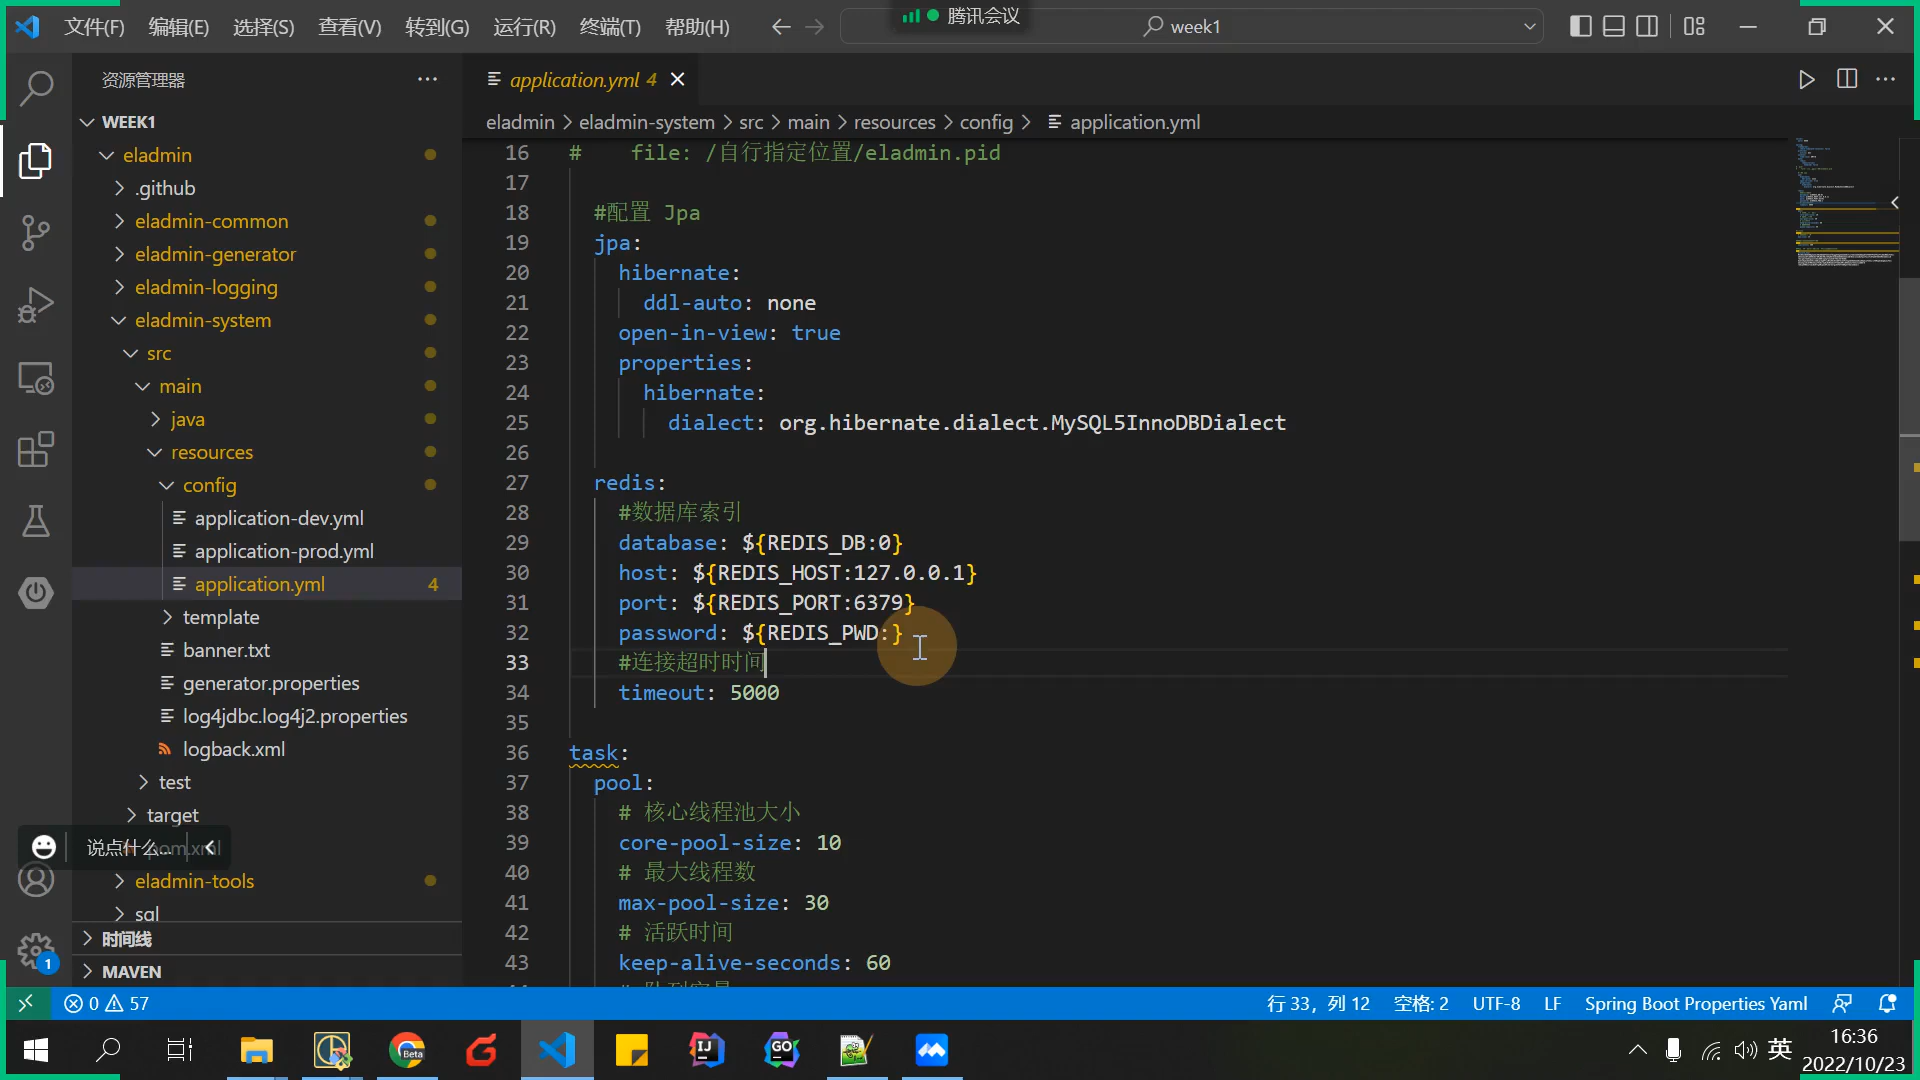 文件(F) 编辑(E) 选择(S) 查看(V) 转到(G) 运行(R) 终端(T) 帮助(H)
腾讯会议
week1
资源管理器
application.yml 4
WEEK1
eladmin
.github
eladmin-common
eladmin-generator
eladmin-logging
eladmin-system
src
main
java
resources
config
application-dev.yml
application-prod.yml
application.yml 4
template
banner.txt
generator.properties
log4jdbc.log4j2.properties
logback.xml
test
target
说点什么...
pom.xml
eladmin-tools
sql
时间线
MAVEN
eladmin > eladmin-system > src > main > resources > config > application.yml
16 #    file: /自行指定位置/eladmin.pid
17
18 #配置 Jpa
19 jpa:
20 hibernate:
21 ddl-auto: none
22 open-in-view: true
23 properties:
24 hibernate:
25 dialect: org.hibernate.dialect.MySQL5InnoDBDialect
26
27 redis:
28 #数据库索引
29 database: ${REDIS_DB:0}
30 host: ${REDIS_HOST:127.0.0.1}
31 port: ${REDIS_PORT:6379}
32 password: ${REDIS_PWD:}
33 #连接超时时间
34 timeout: 5000
35
36 task:
37 pool:
38 # 核心线程池大小
39 core-pool-size: 10
40 # 最大线程数
41 max-pool-size: 30
42 # 活跃时间
43 keep-alive-seconds: 60
1
0 57
行 33，列 12 空格: 2 UTF-8 LF Spring Boot Properties Yaml
Beta
IJ
GO
英
16:36
2022/10/23